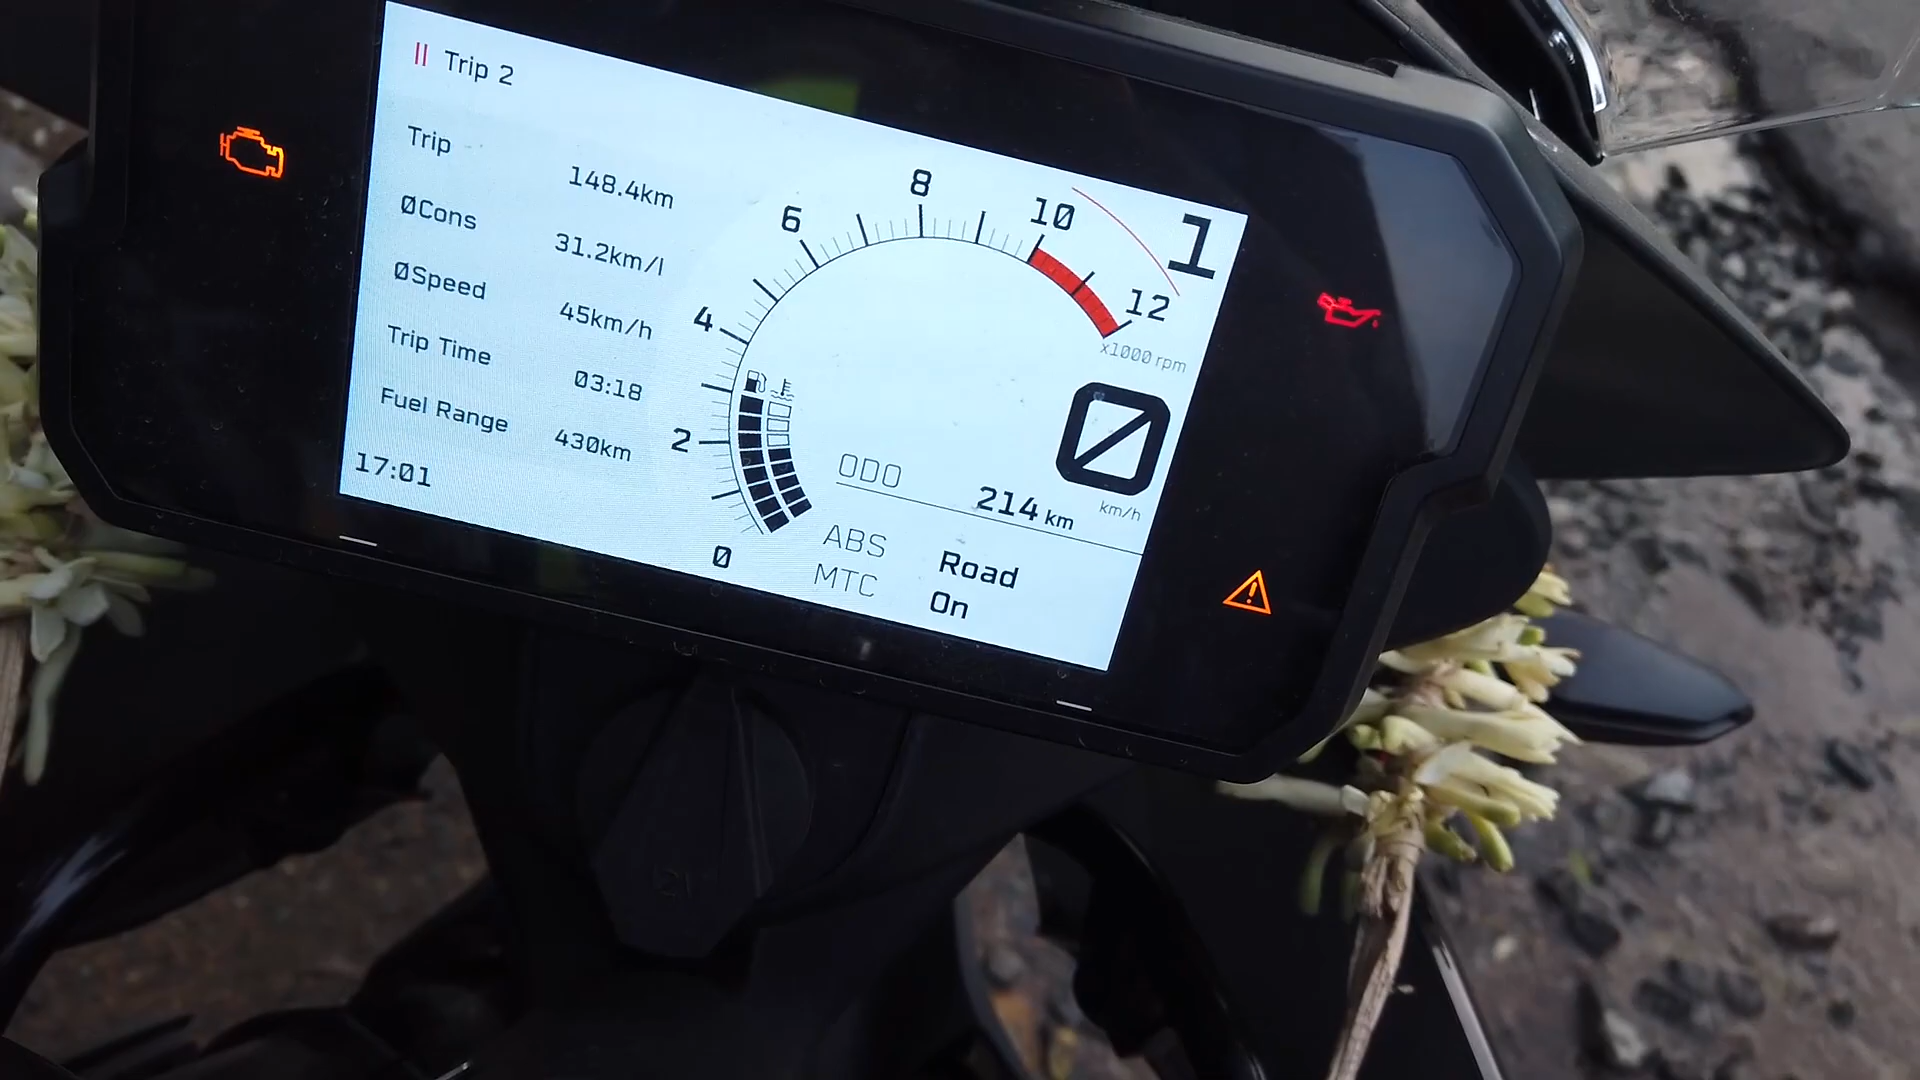 Trip 2
Trip 148.4km
ØCons 31.2km/l
ØSpeed 45km/h
Trip Time 03:18
Fuel Range 430km
17:01
0
2
4
6
8
10
12
x1000 rpm
1
0
km/h
ODO 214 km
ABS Road
MTC On